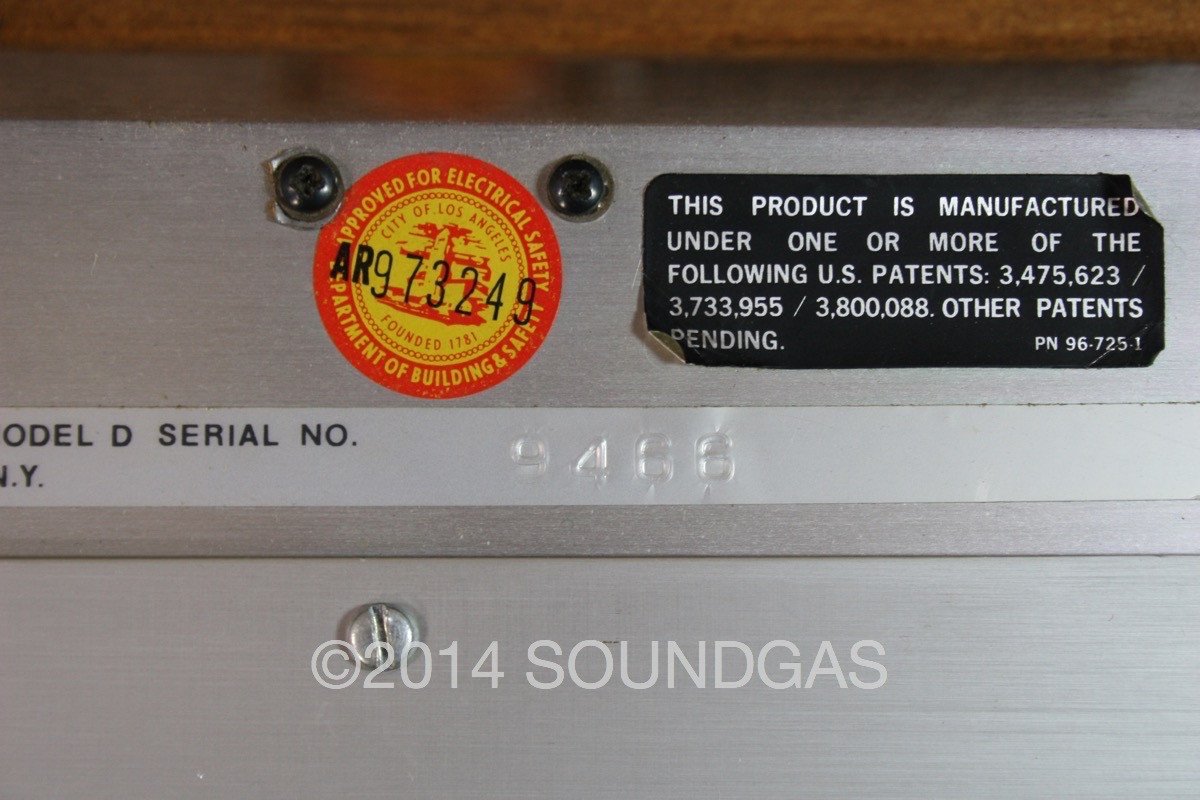 APPROVED FOR ELECTRICAL SAFETY
CITY OF LOS ANGELES
AR973249
FOUNDED 1781
DEPARTMENT OF BUILDING & SAFETY
THIS PRODUCT IS MANUFACTURED
UNDER ONE OR MORE OF THE
FOLLOWING U.S. PATENTS: 3,475,623 /
3,733,955 / 3,800,088. OTHER PATENTS
PENDING.
PN 96-725-1
ODEL D SERIAL NO. 9466
N.Y.
©2014 SOUNDGAS